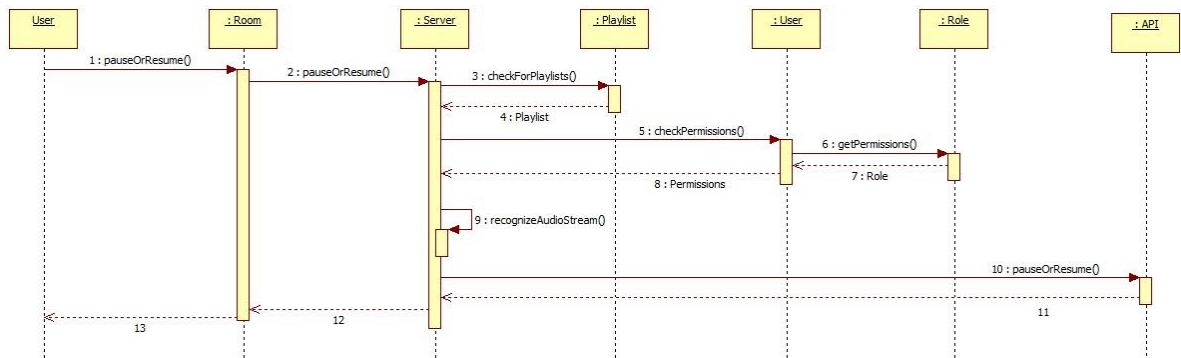 User
: Room
: Server
: Playlist
: User
: Role
: API
1 : pauseOrResume()
2 : pauseOrResume()
3 : checkForPlaylists()
4 : Playlist
5 : checkPermissions()
6 : getPermissions()
7 : Role
8 : Permissions
9 : recognizeAudioStream()
10 : pauseOrResume()
11
12
13